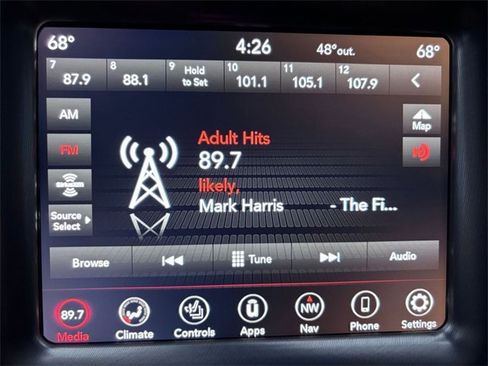 68° 4:26 48°out. 68°
7 87.9 8 88.1 9 Hold to Set 10 101.1 11 105.1 12 107.9
AM
Map
FM
Adult Hits
89.7
SiriusXM
likely,
Mark Harris - The Fi...
Source
Select
Browse Tune Audio
89.7 NW
Media Climate Controls Apps Nav Phone Settings